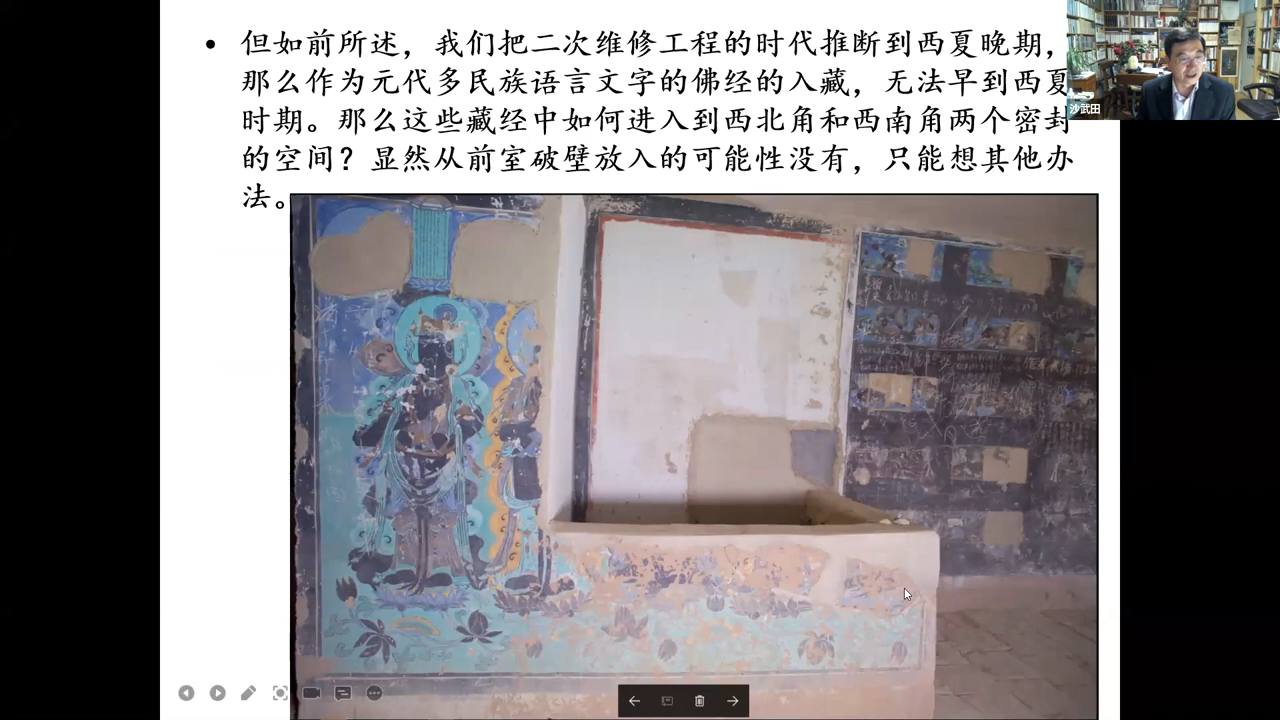 但如前所述，我们把二次维修工程的时代推断到西夏晚期，
那么作为元代多民族语言文字的佛经的入藏，无法早到西夏
时期。那么这些藏经中如何进入到西北角和西南角两个密封
的空间？显然从前室破壁放入的可能性没有，只能想其他办
法。
沙武田